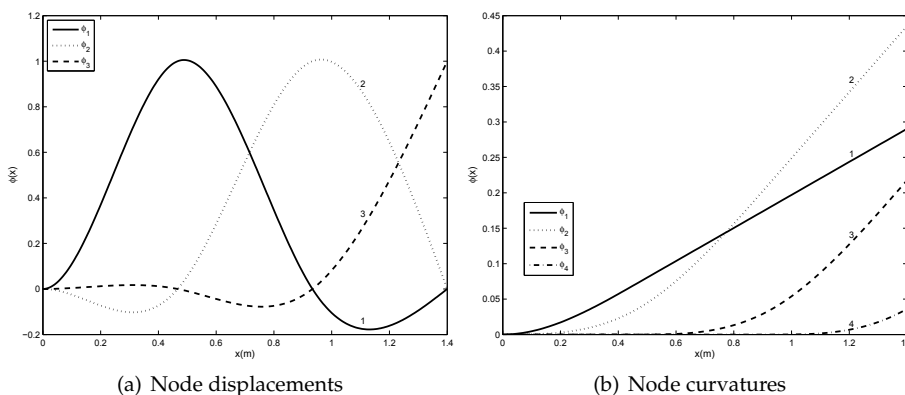 1.2
1
0.8
0.6
0.4
0.2
0
−0.2
ϕ(x)
ϕ1
ϕ2
ϕ3
1
2
3
0 0.2 0.4 0.6 0.8 1 1.2 1.4
x(m)
(a) Node displacements
0.45
0.4
0.35
0.3
0.25
0.2
0.15
0.1
0.05
0
ϕ(x)
2
1
3
4
ϕ1
ϕ2
ϕ3
ϕ4
0 0.2 0.4 0.6 0.8 1 1.2 1.4
x(m)
(b) Node curvatures